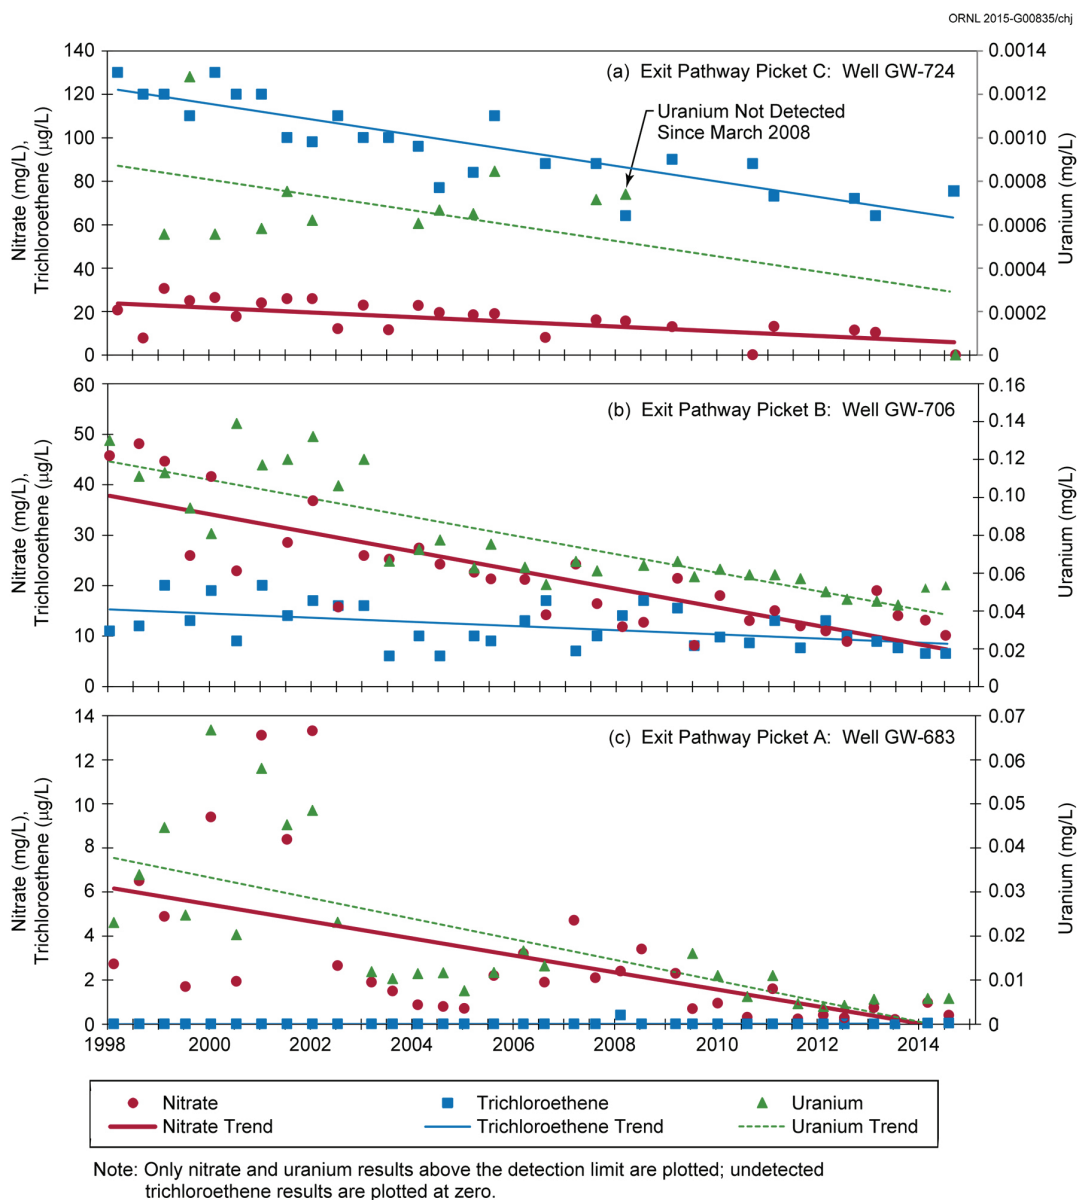 ORNL 2015-G00835/chj
(a) Exit Pathway Picket C: Well GW-724
Uranium Not Detected
Since March 2008
Nitrate (mg/L),
Trichloroethene (µg/L)
140
120
100
80
60
40
20
0
Uranium (mg/L)
0.0014
0.0012
0.0010
0.0008
0.0006
0.0004
0.0002
0
(b) Exit Pathway Picket B: Well GW-706
Nitrate (mg/L),
Trichloroethene (µg/L)
60
50
40
30
20
10
0
Uranium (mg/L)
0.16
0.14
0.12
0.10
0.08
0.06
0.04
0.02
0
(c) Exit Pathway Picket A: Well GW-683
Nitrate (mg/L),
Trichloroethene (µg/L)
14
12
10
8
6
4
2
0
Uranium (mg/L)
0.07
0.06
0.05
0.04
0.03
0.02
0.01
0
1998 2000 2002 2004 2006 2008 2010 2012 2014
Nitrate Trichloroethene Uranium
Nitrate Trend Trichloroethene Trend Uranium Trend
Note: Only nitrate and uranium results above the detection limit are plotted; undetected
trichloroethene results are plotted at zero.